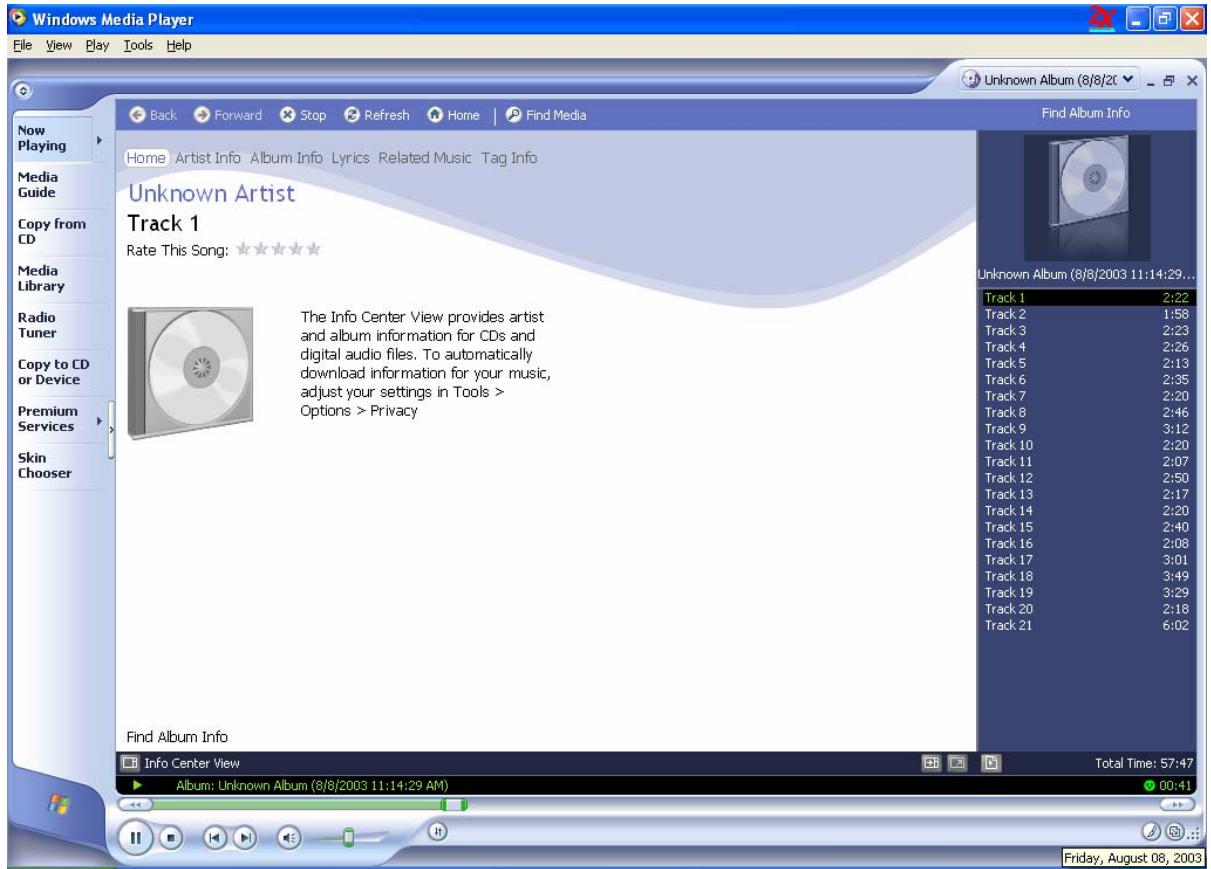 Windows Media Player
2X
File View Play Tools Help
Unknown Album (8/8/20
Back Forward Stop Refresh Home Find Media
Find Album Info
Now
Playing
Media
Guide
Copy from
CD
Media
Library
Radio
Tuner
Copy to CD
or Device
Premium
Services
Skin
Chooser
Home Artist Info Album Info Lyrics Related Music Tag Info
Unknown Artist
Track 1
Rate This Song:
The Info Center View provides artist
and album information for CDs and
digital audio files. To automatically
download information for your music,
adjust your settings in Tools >
Options > Privacy
Find Album Info
Unknown Album (8/8/2003 11:14:29...
Track 1 2:22
Track 2 1:58
Track 3 2:23
Track 4 2:26
Track 5 2:13
Track 6 2:35
Track 7 2:20
Track 8 2:46
Track 9 3:12
Track 10 2:20
Track 11 2:07
Track 12 2:50
Track 13 2:17
Track 14 2:20
Track 15 2:40
Track 16 2:08
Track 17 3:01
Track 18 3:49
Track 19 3:29
Track 20 2:18
Track 21 6:02
Info Center View
Total Time: 57:47
Album: Unknown Album (8/8/2003 11:14:29 AM)
00:41
Friday, August 08, 2003